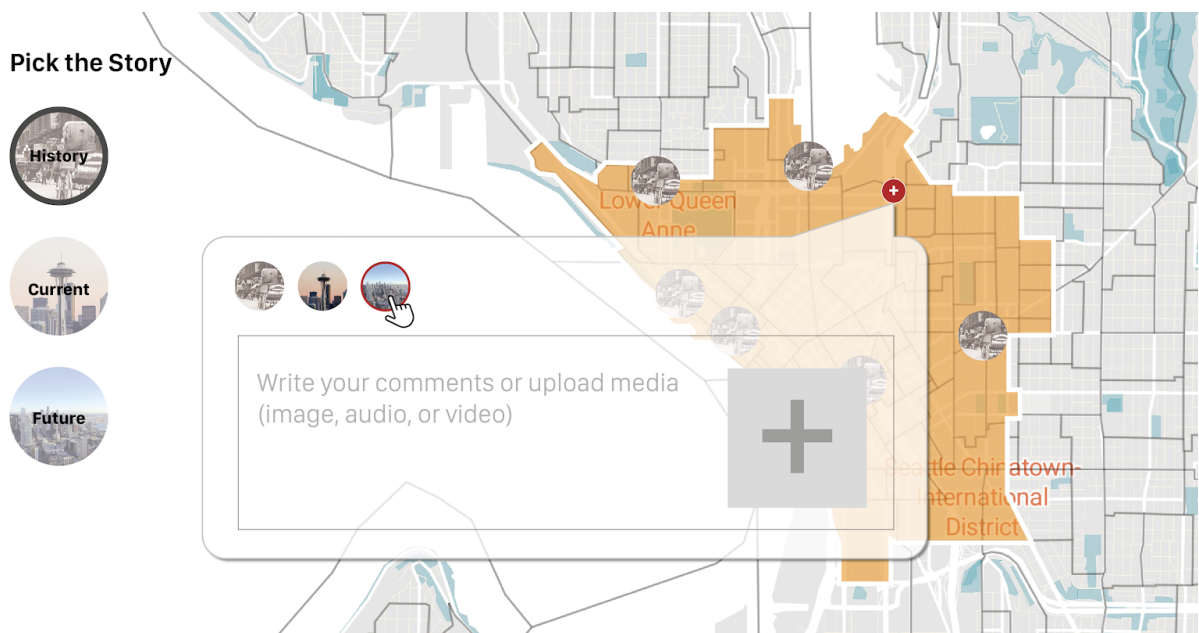 Pick the Story
History
Current
Future
Lower Queen
Anne
Write your comments or upload media
(image, audio, or video)
Seattle Chinatown-
International
District